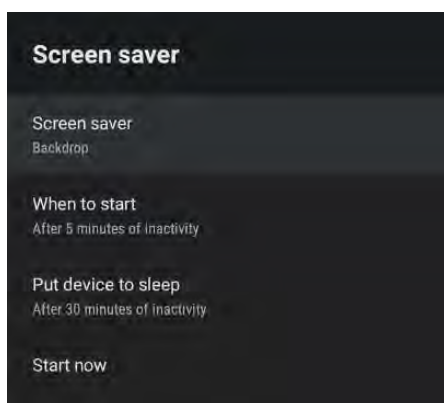 Screen saver
Screen saver
Backdrop
When to start
After 5 minutes of inactivity
Put device to sleep
After 30 minutes of inactivity
Start now